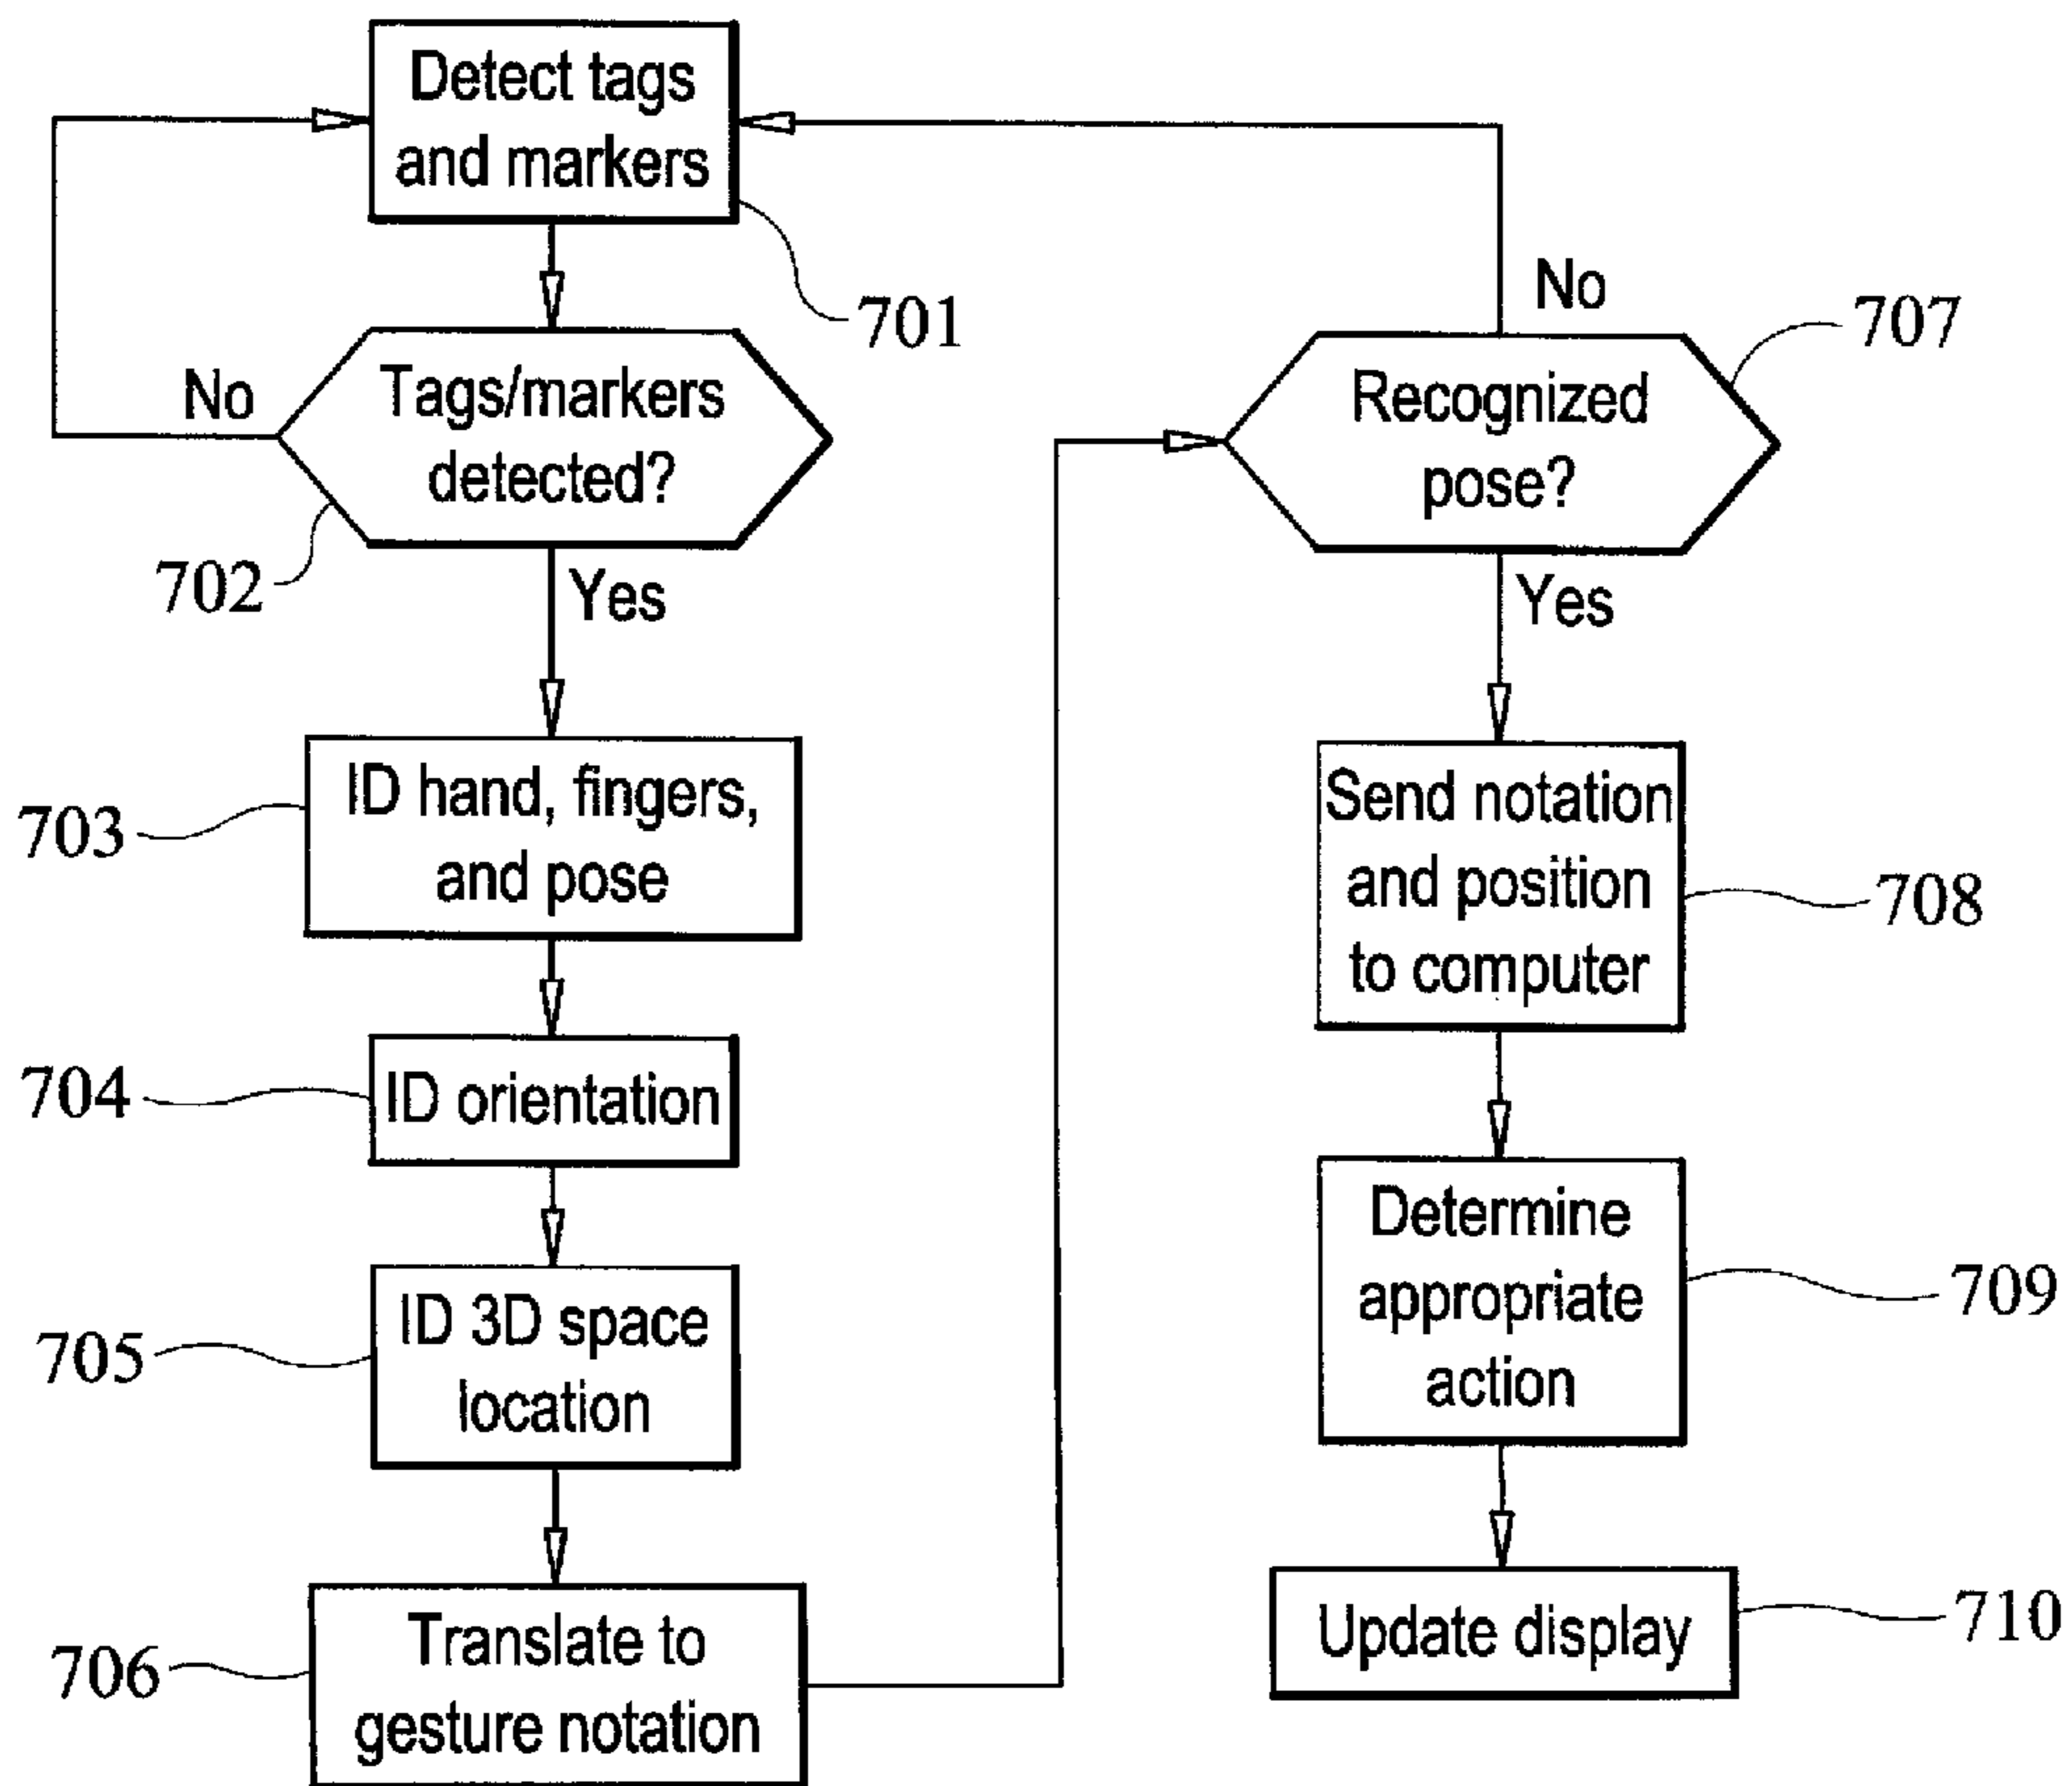 Detect tags
and markers
701
No
Tags/markers
detected?
702
Yes
703
ID hand, fingers,
and pose
704
ID orientation
705
ID 3D space
location
706
Translate to
gesture notation
No
707
Recognized
pose?
Yes
Send notation
and position
to computer
708
Determine
appropriate
action
709
Update display
710